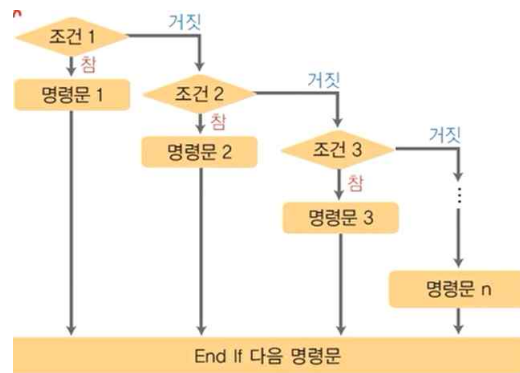 조건 1
거짓
참
명령문 1
조건 2
거짓
참
명령문 2
조건 3
거짓
참
명령문 3
⋮
명령문 n
End If 다음 명령문